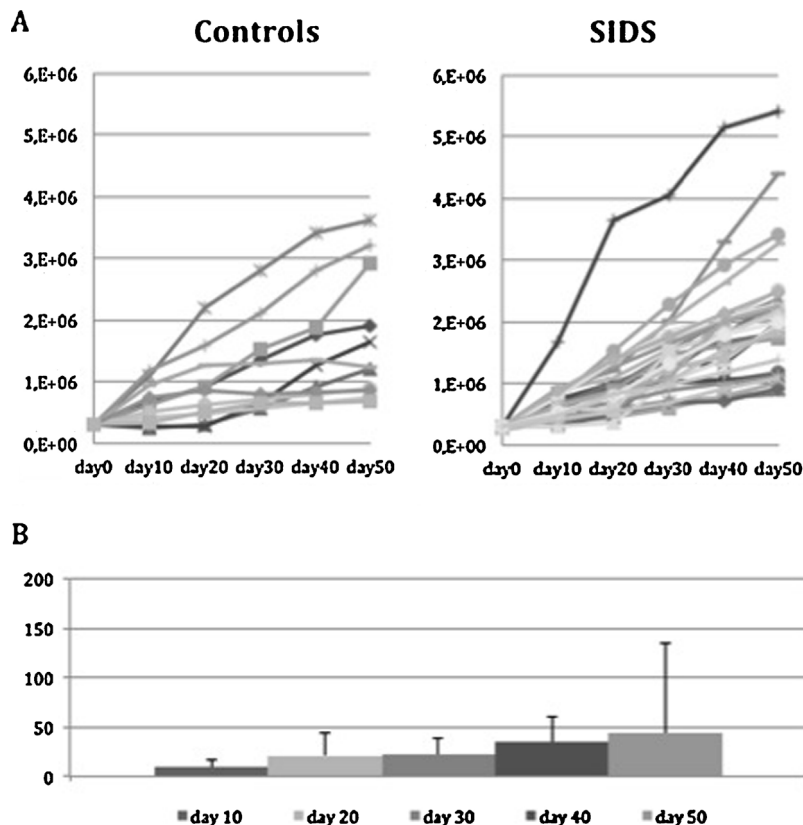 A
Controls
SIDS
6,E+06
5,E+06
4,E+06
3,E+06
2,E+06
1,E+06
0,E+00
day0 day10 day20 day30 day40 day50
6,E+06
5,E+06
4,E+06
3,E+06
2,E+06
1,E+06
0,E+00
day0 day10 day20 day30 day40 day50
B
200
150
100
50
0
day 10 day 20 day 30 day 40 day 50